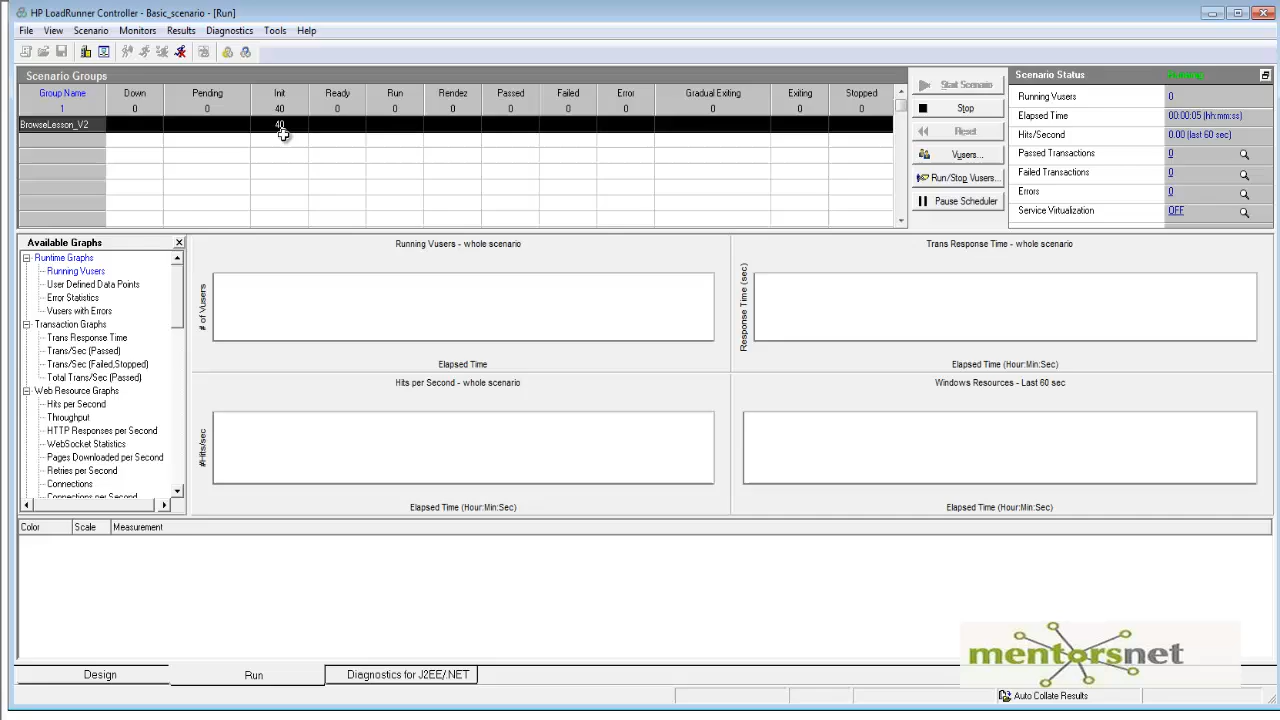 HP LoadRunner Controller - Basic_scenario - [Run]
File View Scenario Monitors Results Diagnostics Tools Help
Scenario Groups
Group Name Down Pending Ready Run Rendez Passed Failed Error Gradual Exiting Exiting Stopped
1 0 0 40 0 0 0 0 0 0 0 0 0
BrowseLesson_V2 40
Start Scenario
Stop
Reset
Vusers...
Run/Stop Vusers...
Pause Scheduler
Scenario Status
Running Vusers 0
Elapsed Time 00:00:05 (hh:mm:ss)
Hits/Second 0.00 (last 60 sec)
Passed Transactions 0
Failed Transactions 0
Errors 0
Service Virtualization OFF
Available Graphs
Runtime Graphs
Running Vusers
User Defined Data Points
Error Statistics
Vusers with Errors
Transaction Graphs
Trans Response Time
Trans/Sec (Passed)
Trans/Sec (Failed,Stopped)
Total Trans/Sec (Passed)
Web Resource Graphs
Hits per Second
Throughput
HTTP Responses per Second
WebSocket Statistics
Pages Downloaded per Second
Retries per Second
Connections
Connections per Second
Running Vusers - whole scenario
# of Vusers
Elapsed Time
Trans Response Time - whole scenario
Response Time (sec)
Elapsed Time (Hour:Min:Sec)
Hits per Second - whole scenario
#Hits/sec
Elapsed Time (Hour:Min:Sec)
Windows Resources - Last 60 sec
Elapsed Time (Hour:Min:Sec)
Color Scale Measurement
mentorsnet
Design Run Diagnostics for J2EE/.NET
Auto Collate Results